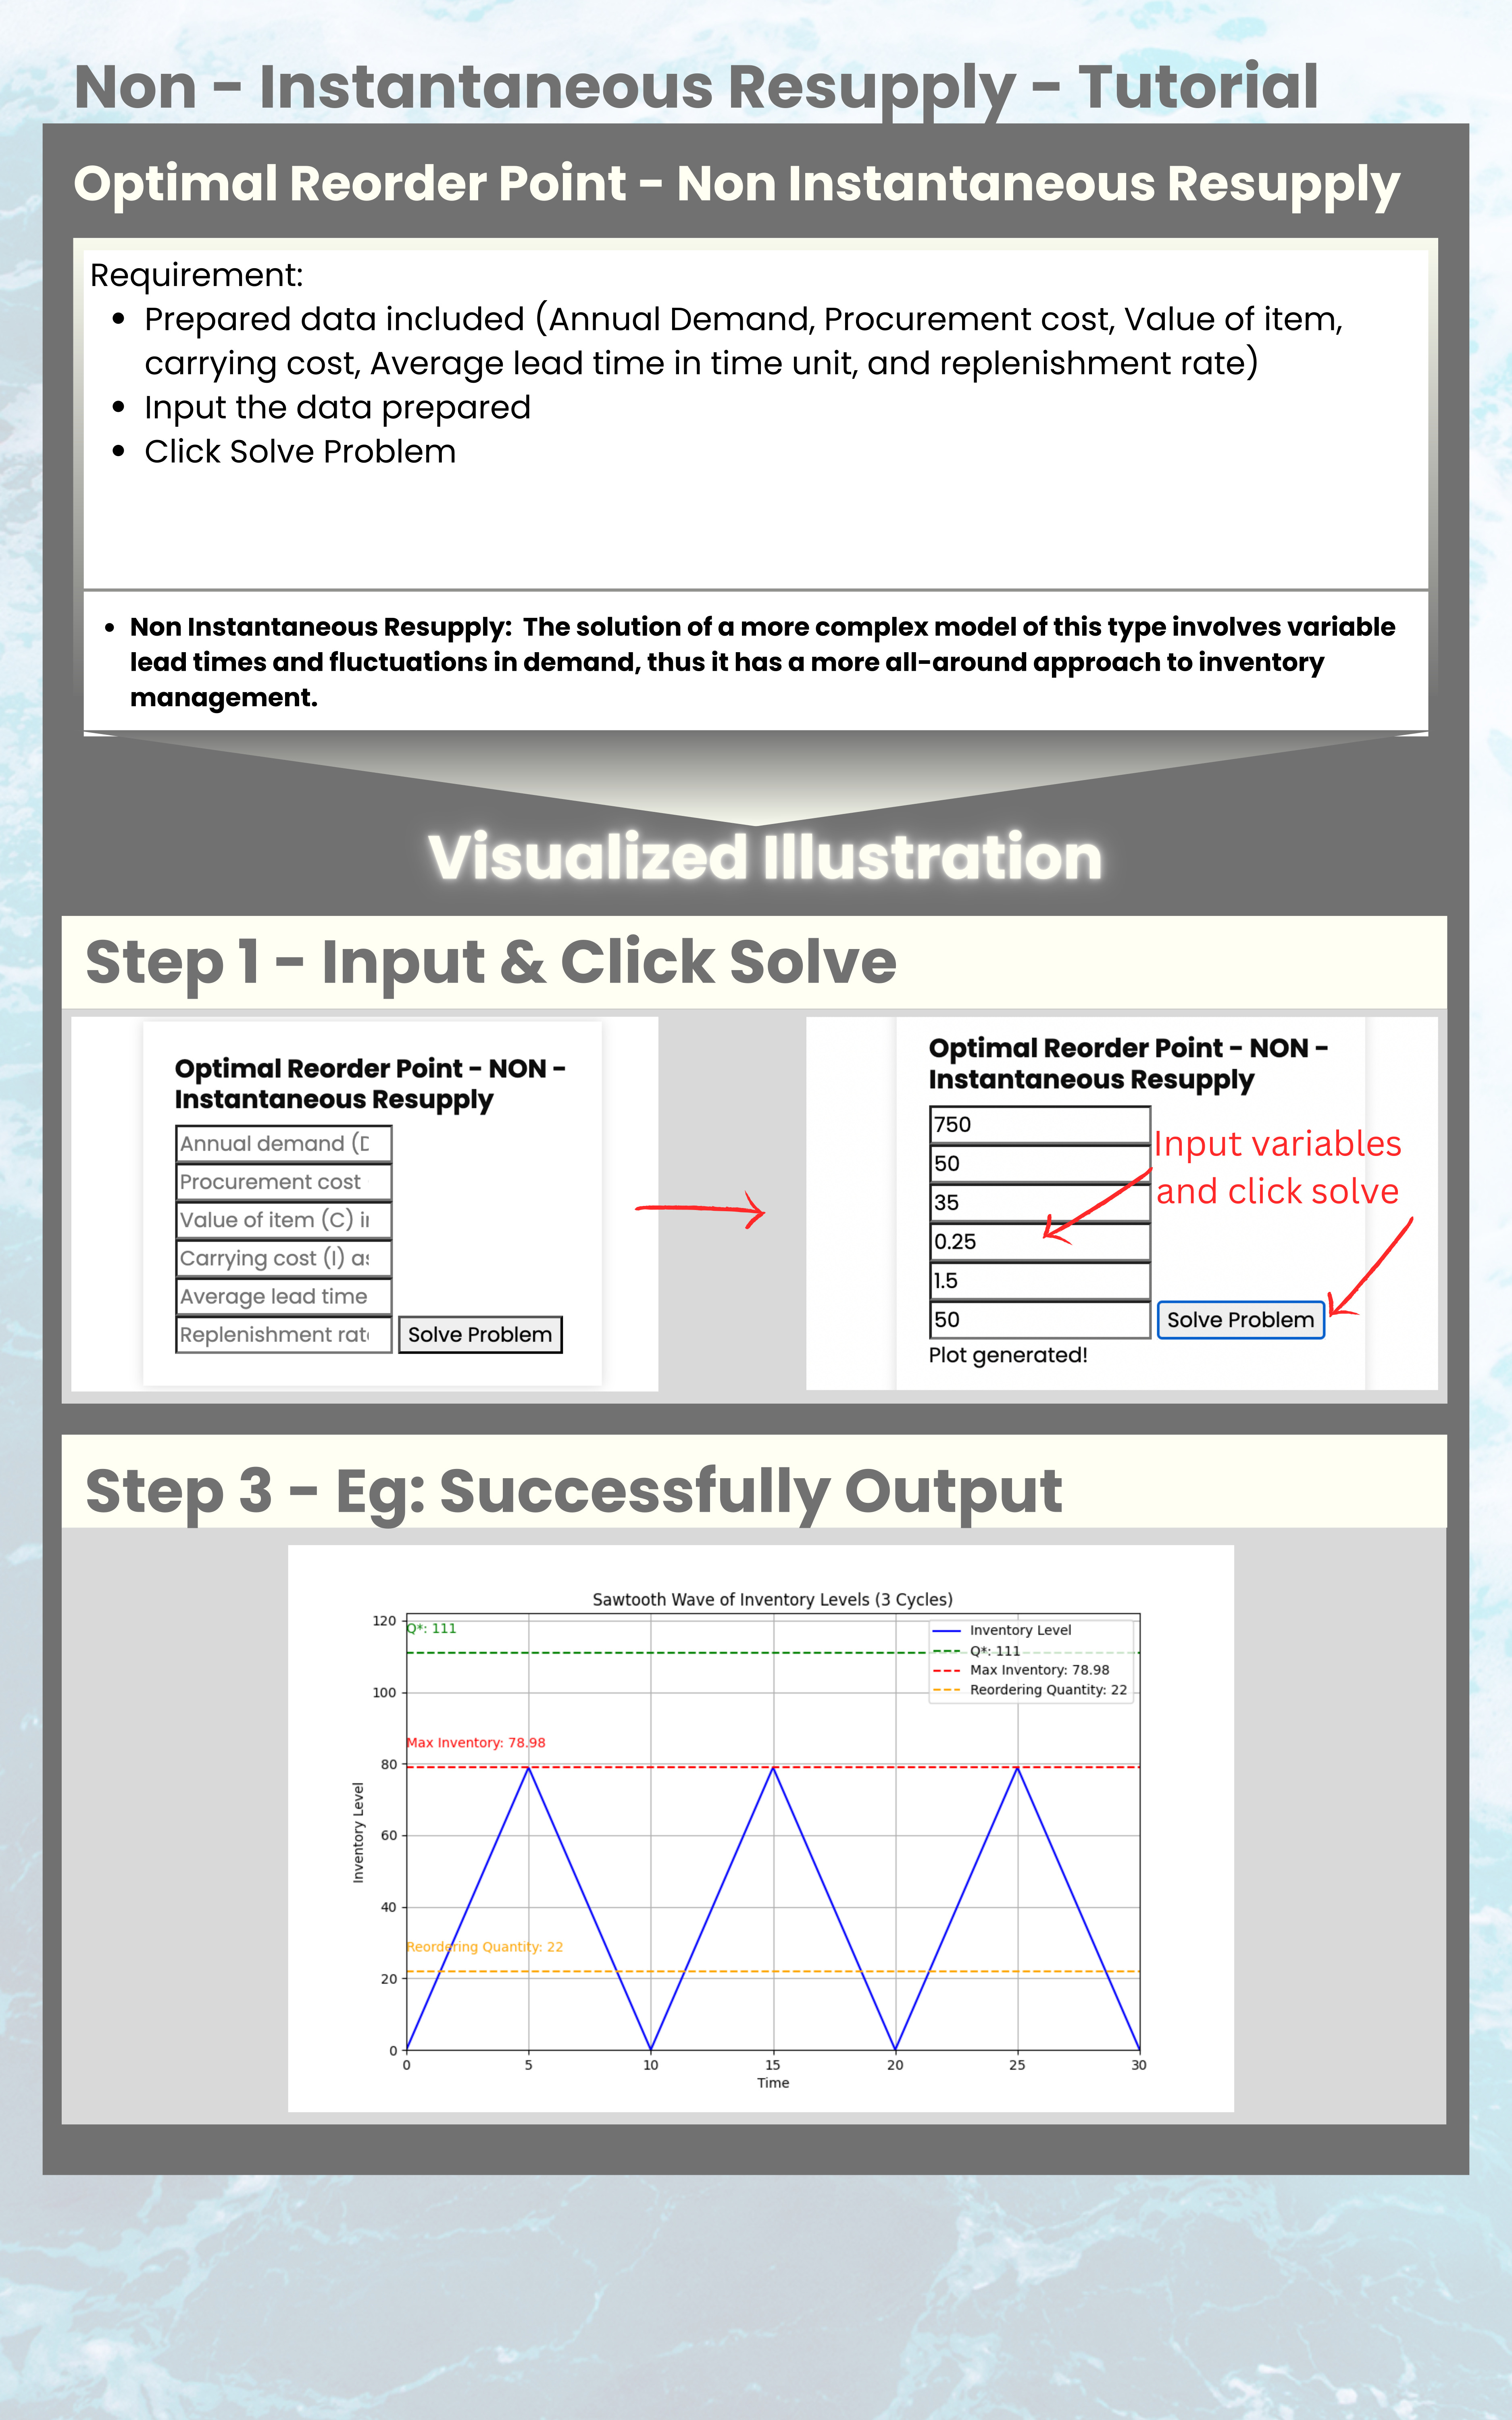 Non - Instantaneous Resupply - Tutorial
Optimal Reorder Point - Non Instantaneous Resupply
Requirement:
• Prepared data included (Annual Demand, Procurement cost, Value of item,
carrying cost, Average lead time in time unit, and replenishment rate)
• Input the data prepared
• Click Solve Problem
• Non Instantaneous Resupply: The solution of a more complex model of this type involves variable
lead times and fluctuations in demand, thus it has a more all-around approach to inventory
management.
Visualized Illustration
Step 1 - Input & Click Solve
Optimal Reorder Point - NON -
Instantaneous Resupply
Annual demand (
Procurement cost
Value of item (C) i
Carrying cost (I) a
Average lead time
Replenishment rat
Solve Problem
Optimal Reorder Point - NON -
Instantaneous Resupply
750
50
35
0.25
1.5
50
Solve Problem
Plot generated!
Input variables
and click solve
Step 3 - Eg: Successfully Output
Sawtooth Wave of Inventory Levels (3 Cycles)
120
100
80
60
40
20
0
Inventory Level
Q*: 111
Max Inventory: 78.98
Reordering Quantity: 22
Inventory Level
Q*: 111
Max Inventory: 78.98
Reordering Quantity: 22
0 5 10 15 20 25 30
Time